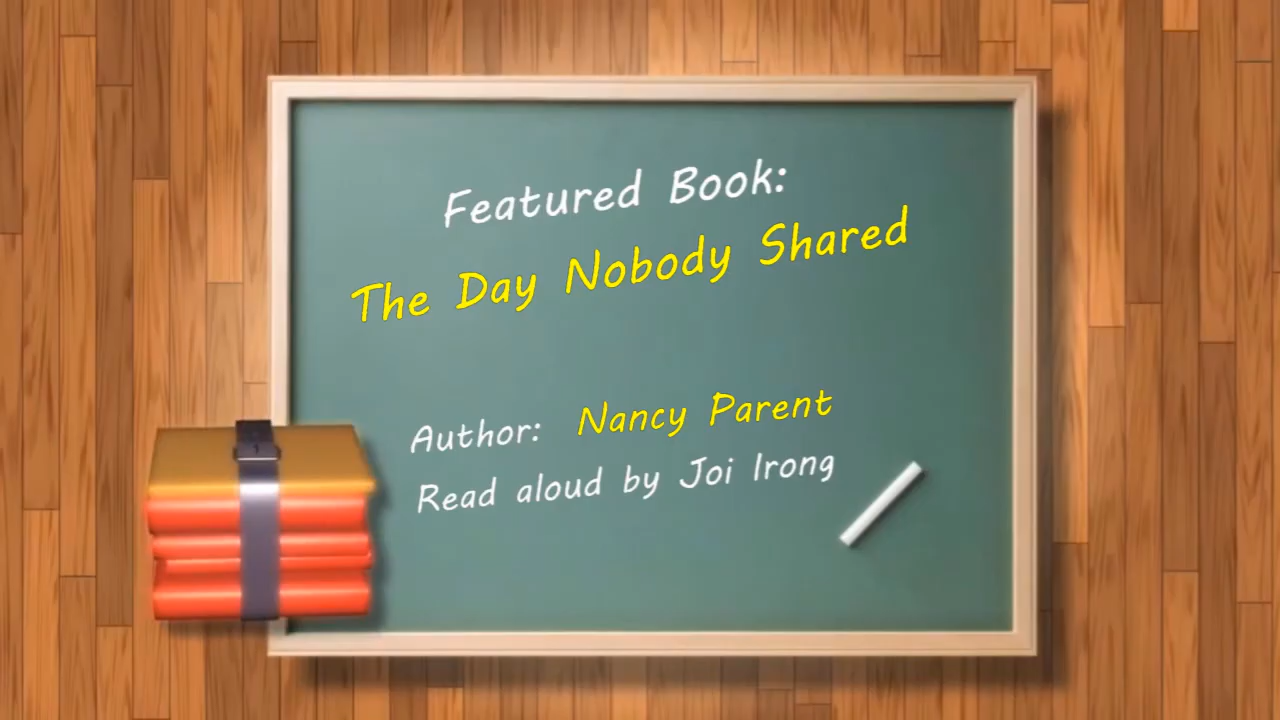 Featured Book:
The Day Nobody Shared
Author: Nancy Parent
Read aloud by Joi Irong